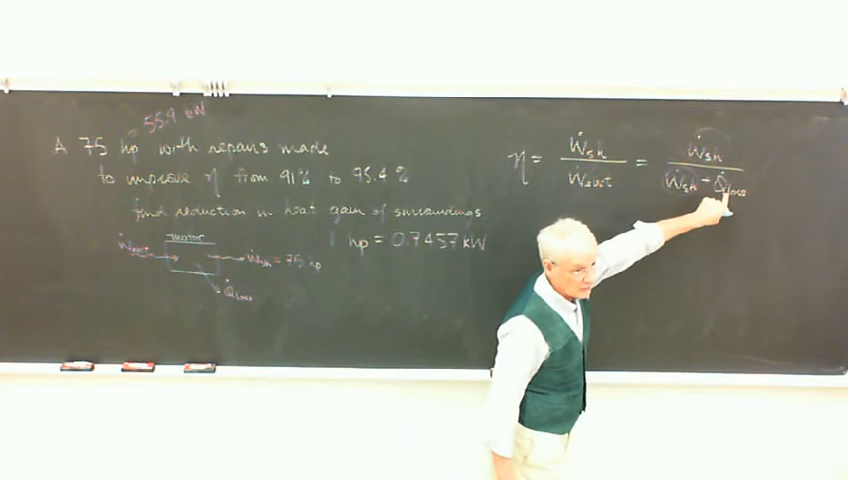 = 55.9 kW
A 75 hp with repairs made
to improve η from 91% to 95.4%
find reduction in heat gain of surroundings
1 hp = 0.7457 kW
motor
Ẇelect
Ẇsh = 75 hp
Q̇Loss
η = Ẇsh / Ẇelect = Ẇsh / (Ẇsh + Q̇Loss)